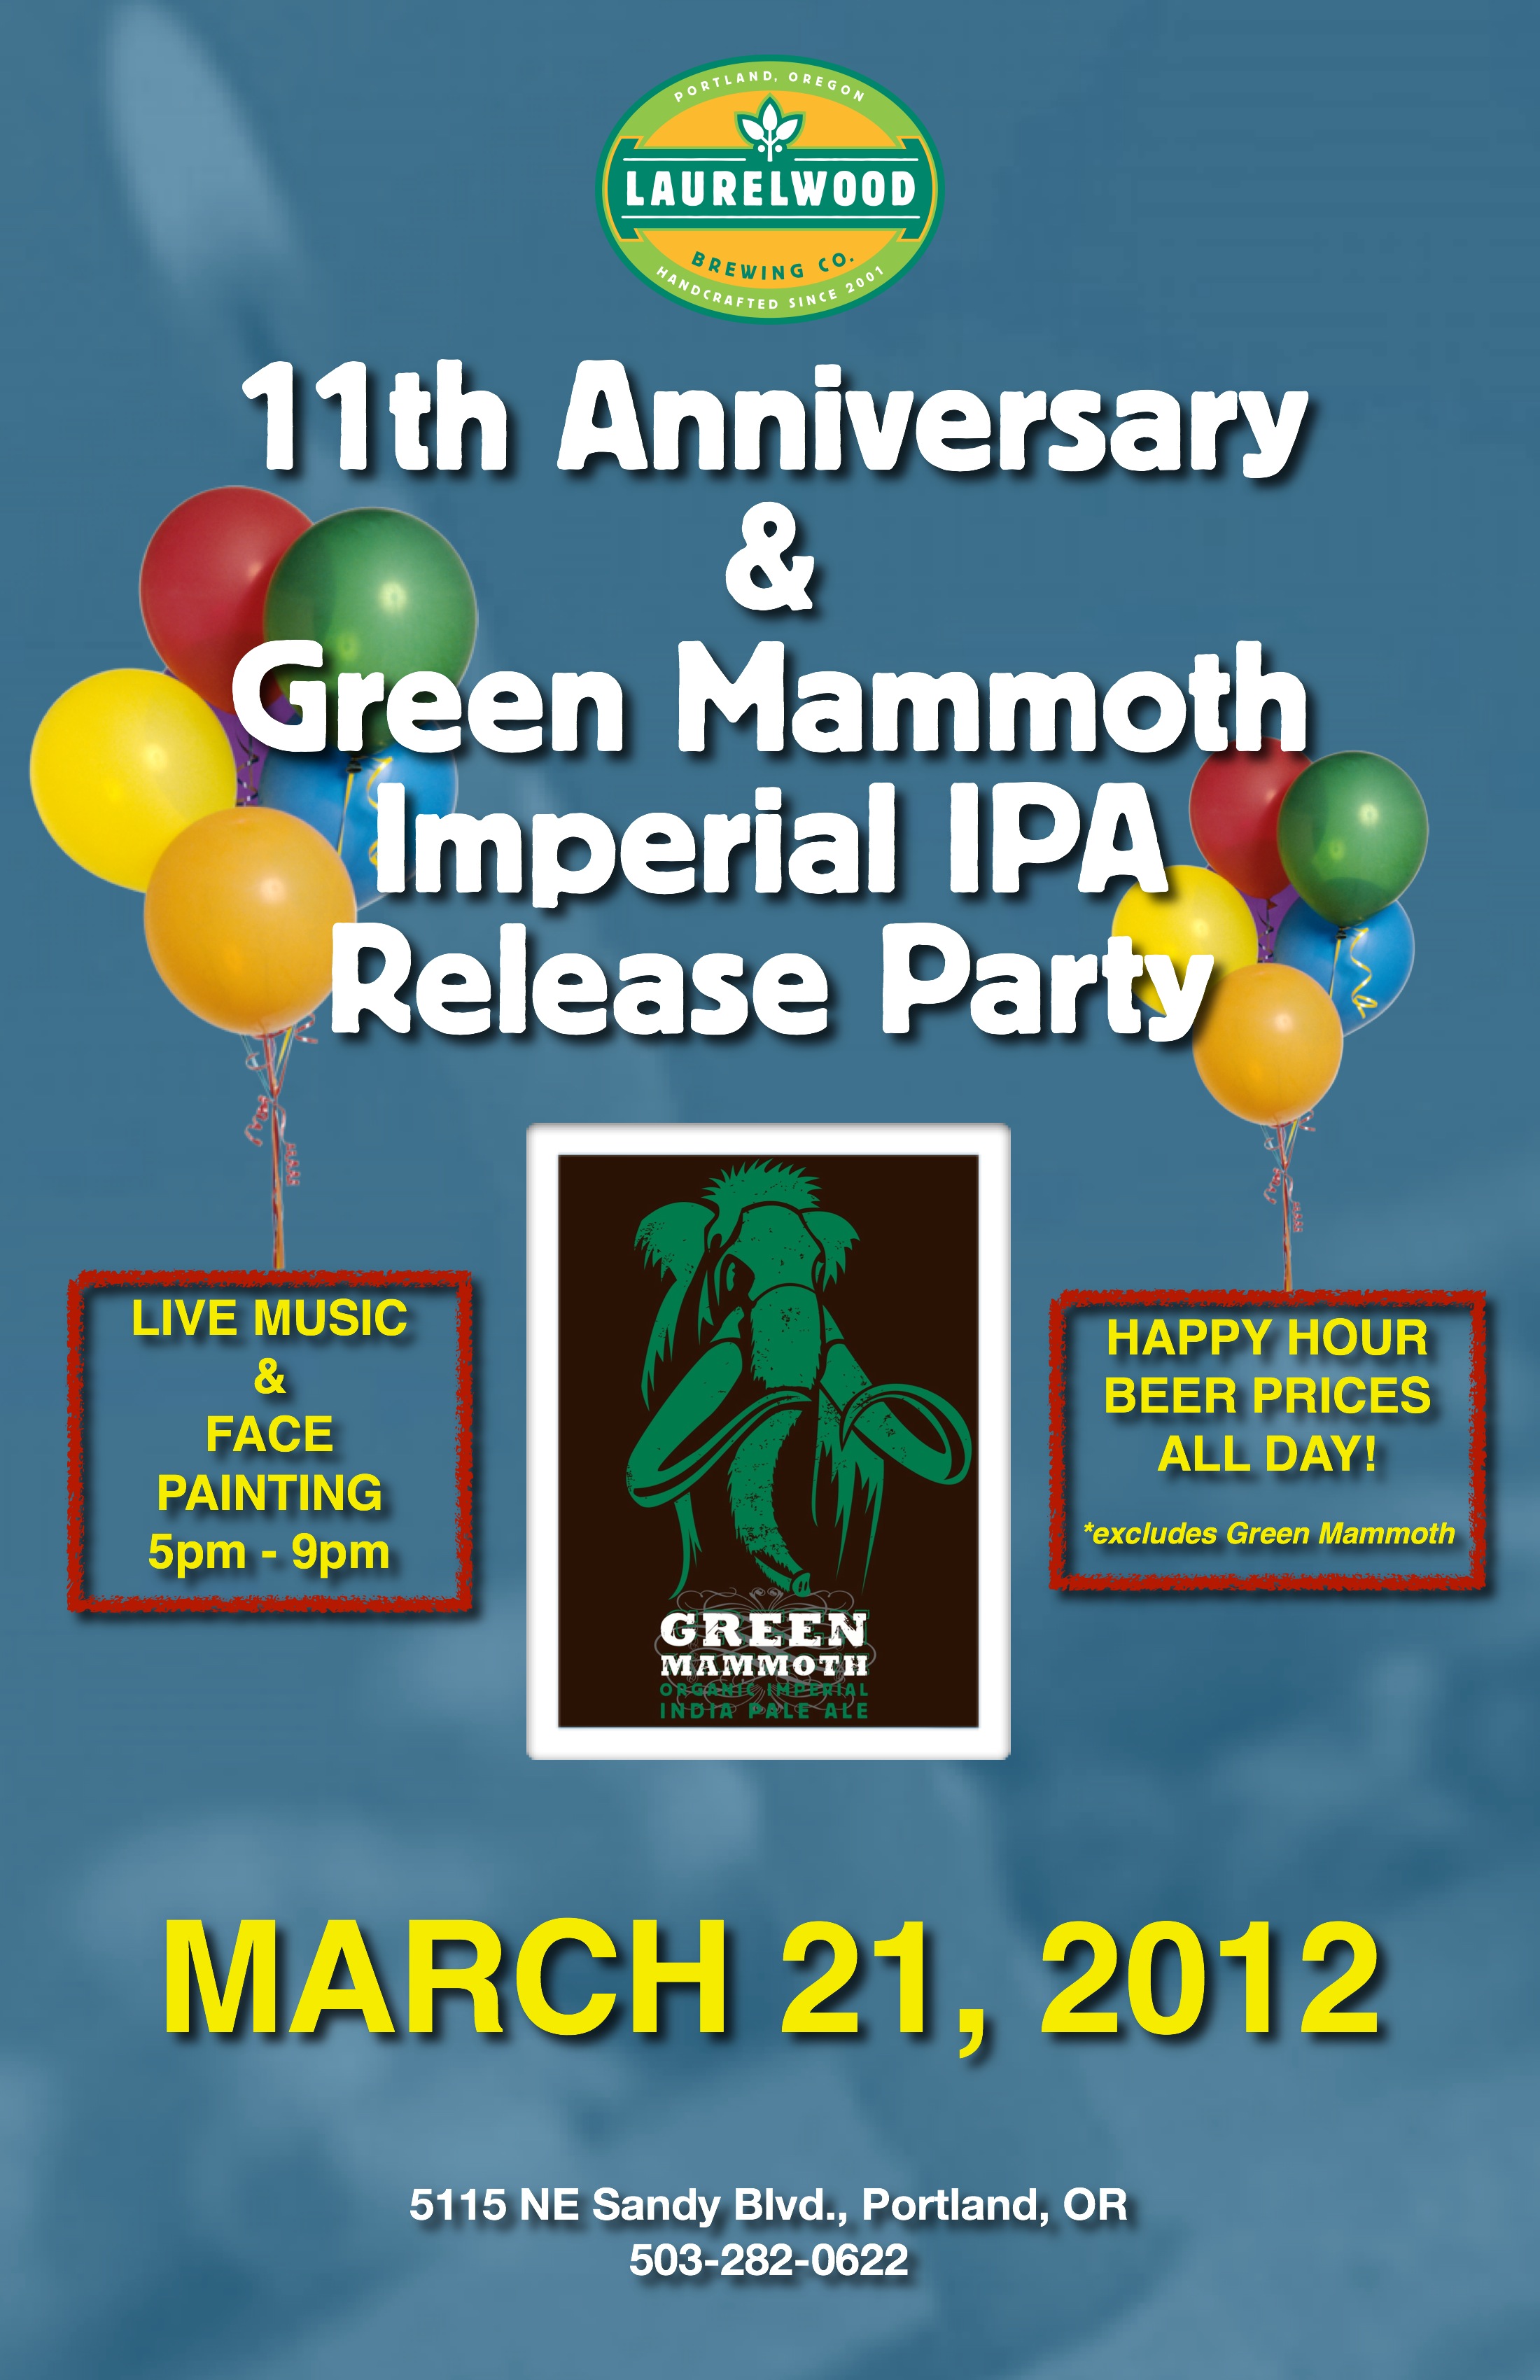 PORTLAND, OREGON
LAURELWOOD
BREWING CO.
HANDCRAFTED SINCE 2001
11th Anniversary
&
Green Mammoth
Imperial IPA
Release Party
LIVE MUSIC
&
FACE
PAINTING
5pm - 9pm
HAPPY HOUR
BEER PRICES
ALL DAY!
*excludes Green Mammoth
GREEN
MAMMOTH
ORGANIC IMPERIAL
INDIA PALE ALE
MARCH 21, 2012
5115 NE Sandy Blvd., Portland, OR
503-282-0622